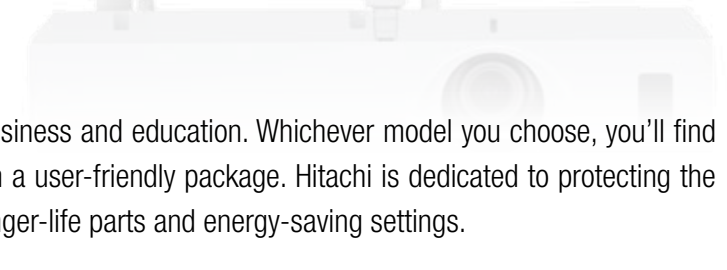 siness and education. Whichever model you choose, you'll find
a user-friendly package. Hitachi is dedicated to protecting the
ger-life parts and energy-saving settings.